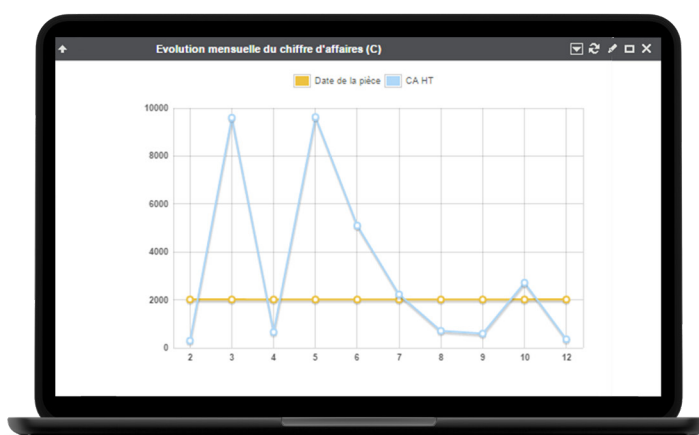 Evolution mensuelle du chiffre d'affaires (C)
Date de la pièce CA HT
10000
8000
6000
4000
2000
0
2 3 4 5 6 7 8 9 10 12